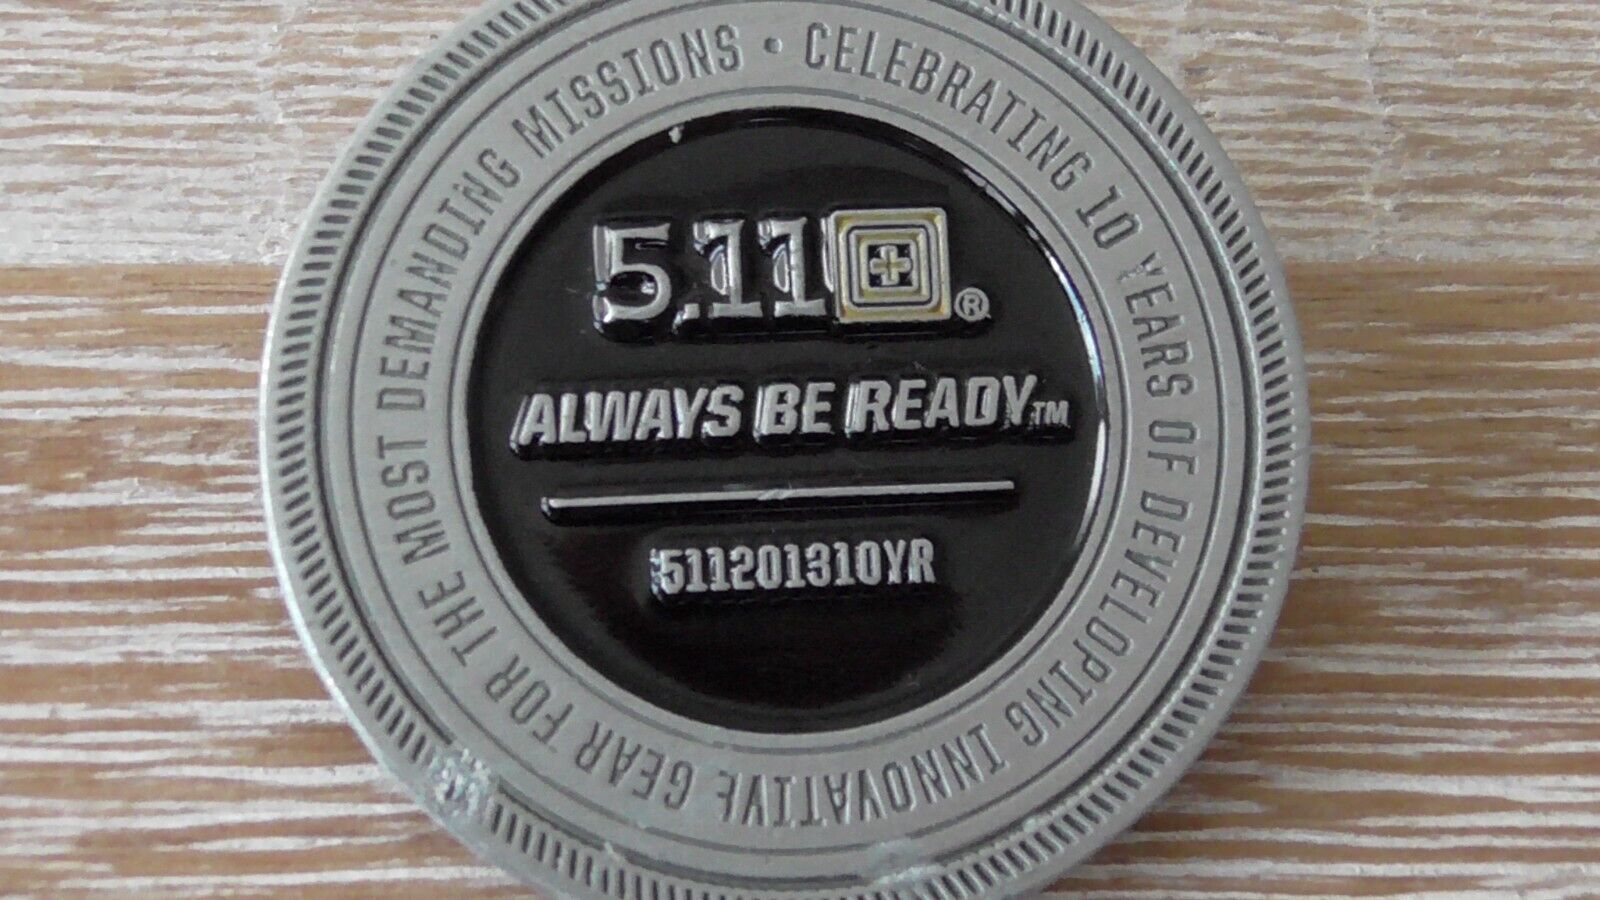 CELEBRATING 10 YEARS OF DEVELOPING INNOVATIVE GEAR FOR THE MOST DEMANDING MISSIONS •
5.11®
ALWAYS BE READY™
511201310YR